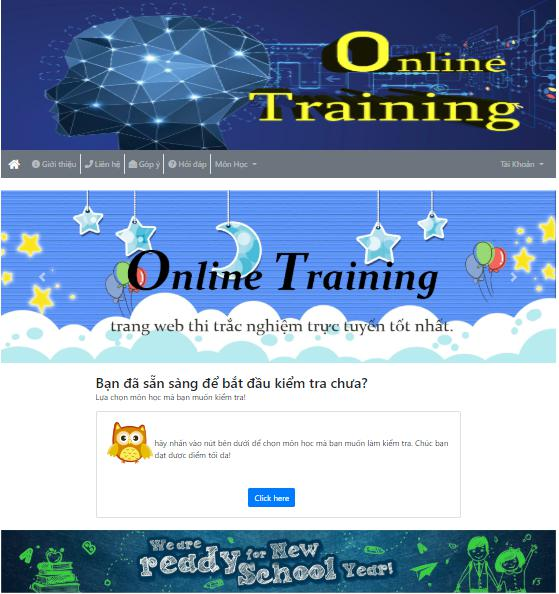 Online
Training
Giới thiệu Liên hệ Góp ý Hỏi đáp Môn Học Tài Khoản
Online Training
trang web thi trắc nghiệm trực tuyến tốt nhất.
Bạn đã sẵn sàng để bắt đầu kiểm tra chưa?
Lựa chọn môn học mà bạn muốn kiểm tra!
hãy nhấn vào nút bên dưới để chọn môn học mà bạn muốn làm kiểm tra. Chúc bạn
đạt được điểm tối đa!
Click here
We are
ready for New
School Year!